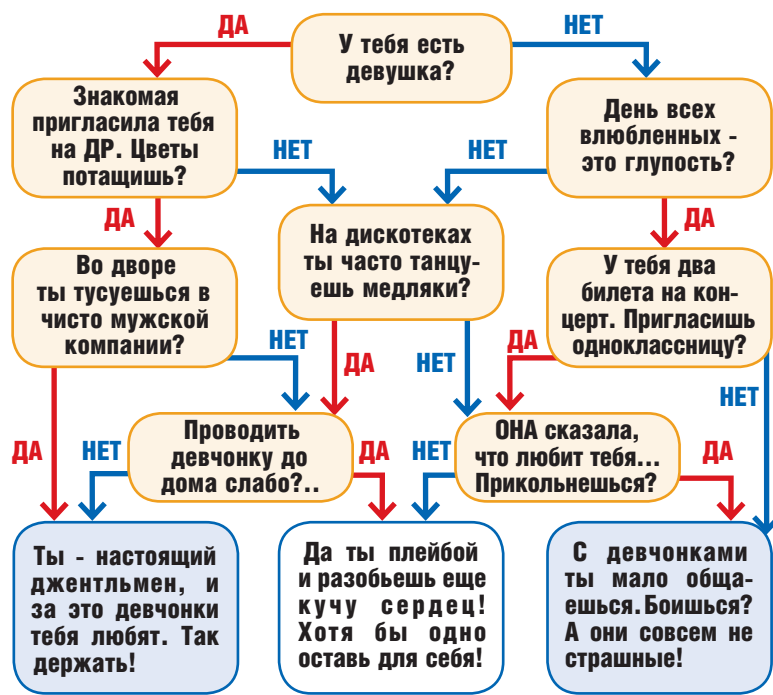 ДА
У тебя есть
девушка?
НЕТ
Знакомая
пригласила тебя
на ДР. Цветы
потащишь?
НЕТ
ДА
День всех
влюбленных -
это глупость?
НЕТ
ДА
Во дворе
ты тусуешься в
чисто мужской
компании?
НЕТ
ДА
На дискотеках
ты часто танцу-
ешь медляки?
ДА
НЕТ
У тебя два
билета на кон-
церт. Пригласишь
одноклассницу?
ДА
НЕТ
Проводить
девчонку до
дома слабо?..
НЕТ
ДА
ОНА сказала,
что любит тебя...
Прикольнешься?
НЕТ
ДА
Ты - настоящий
джентльмен, и
за это девчонки
тебя любят. Так
держать!
Да ты плейбой
и разобьешь еще
кучу сердец!
Хотя бы одно
оставь для себя!
С девчонками
ты мало обща-
ешься. Боишься?
А они совсем не
страшные!